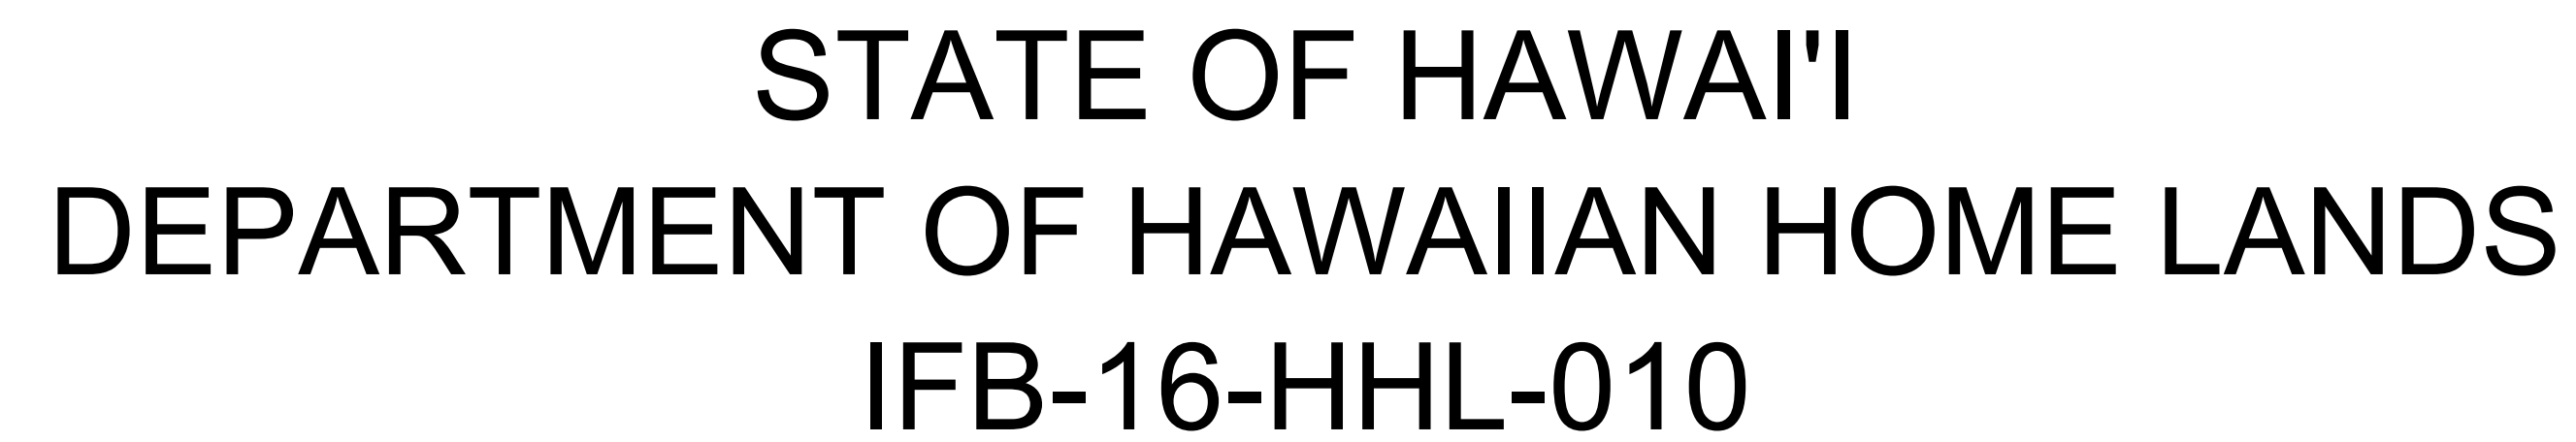 STATE OF HAWAI'I
DEPARTMENT OF HAWAIIAN HOME LANDS
IFB-16-HHL-010